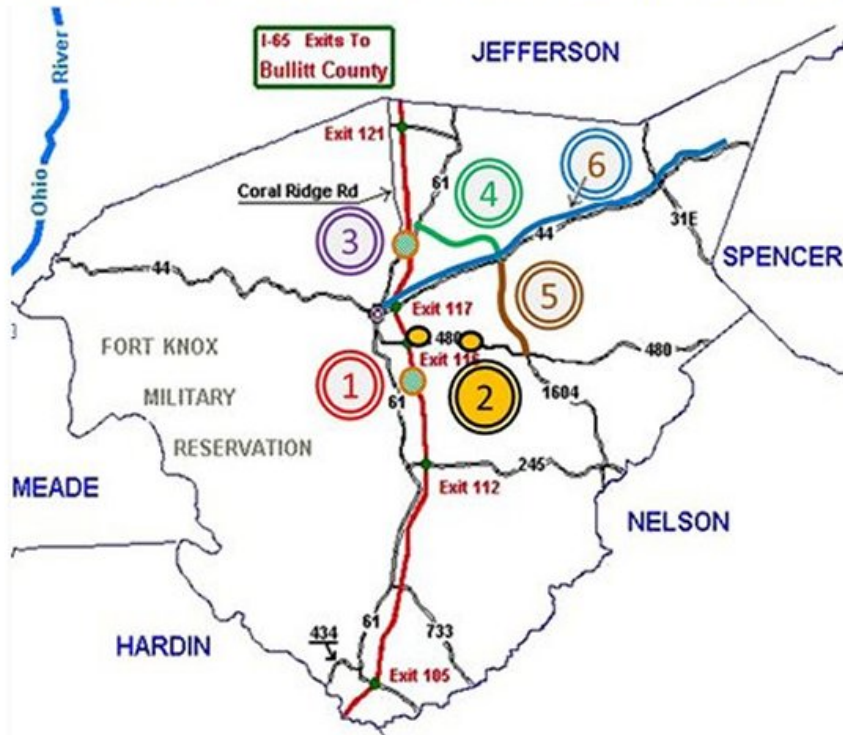 I-65 Exits To
Bullitt County
JEFFERSON
Ohio River
Exit 121
61
Coral Ridge Rd
4
6
3
44
31E
SPENCER
44
5
Exit 117
480
480
FORT KNOX
MILITARY
RESERVATION
1
2
61
1604
245
MEADE
Exit 112
NELSON
HARDIN
61
733
434
Exit 105